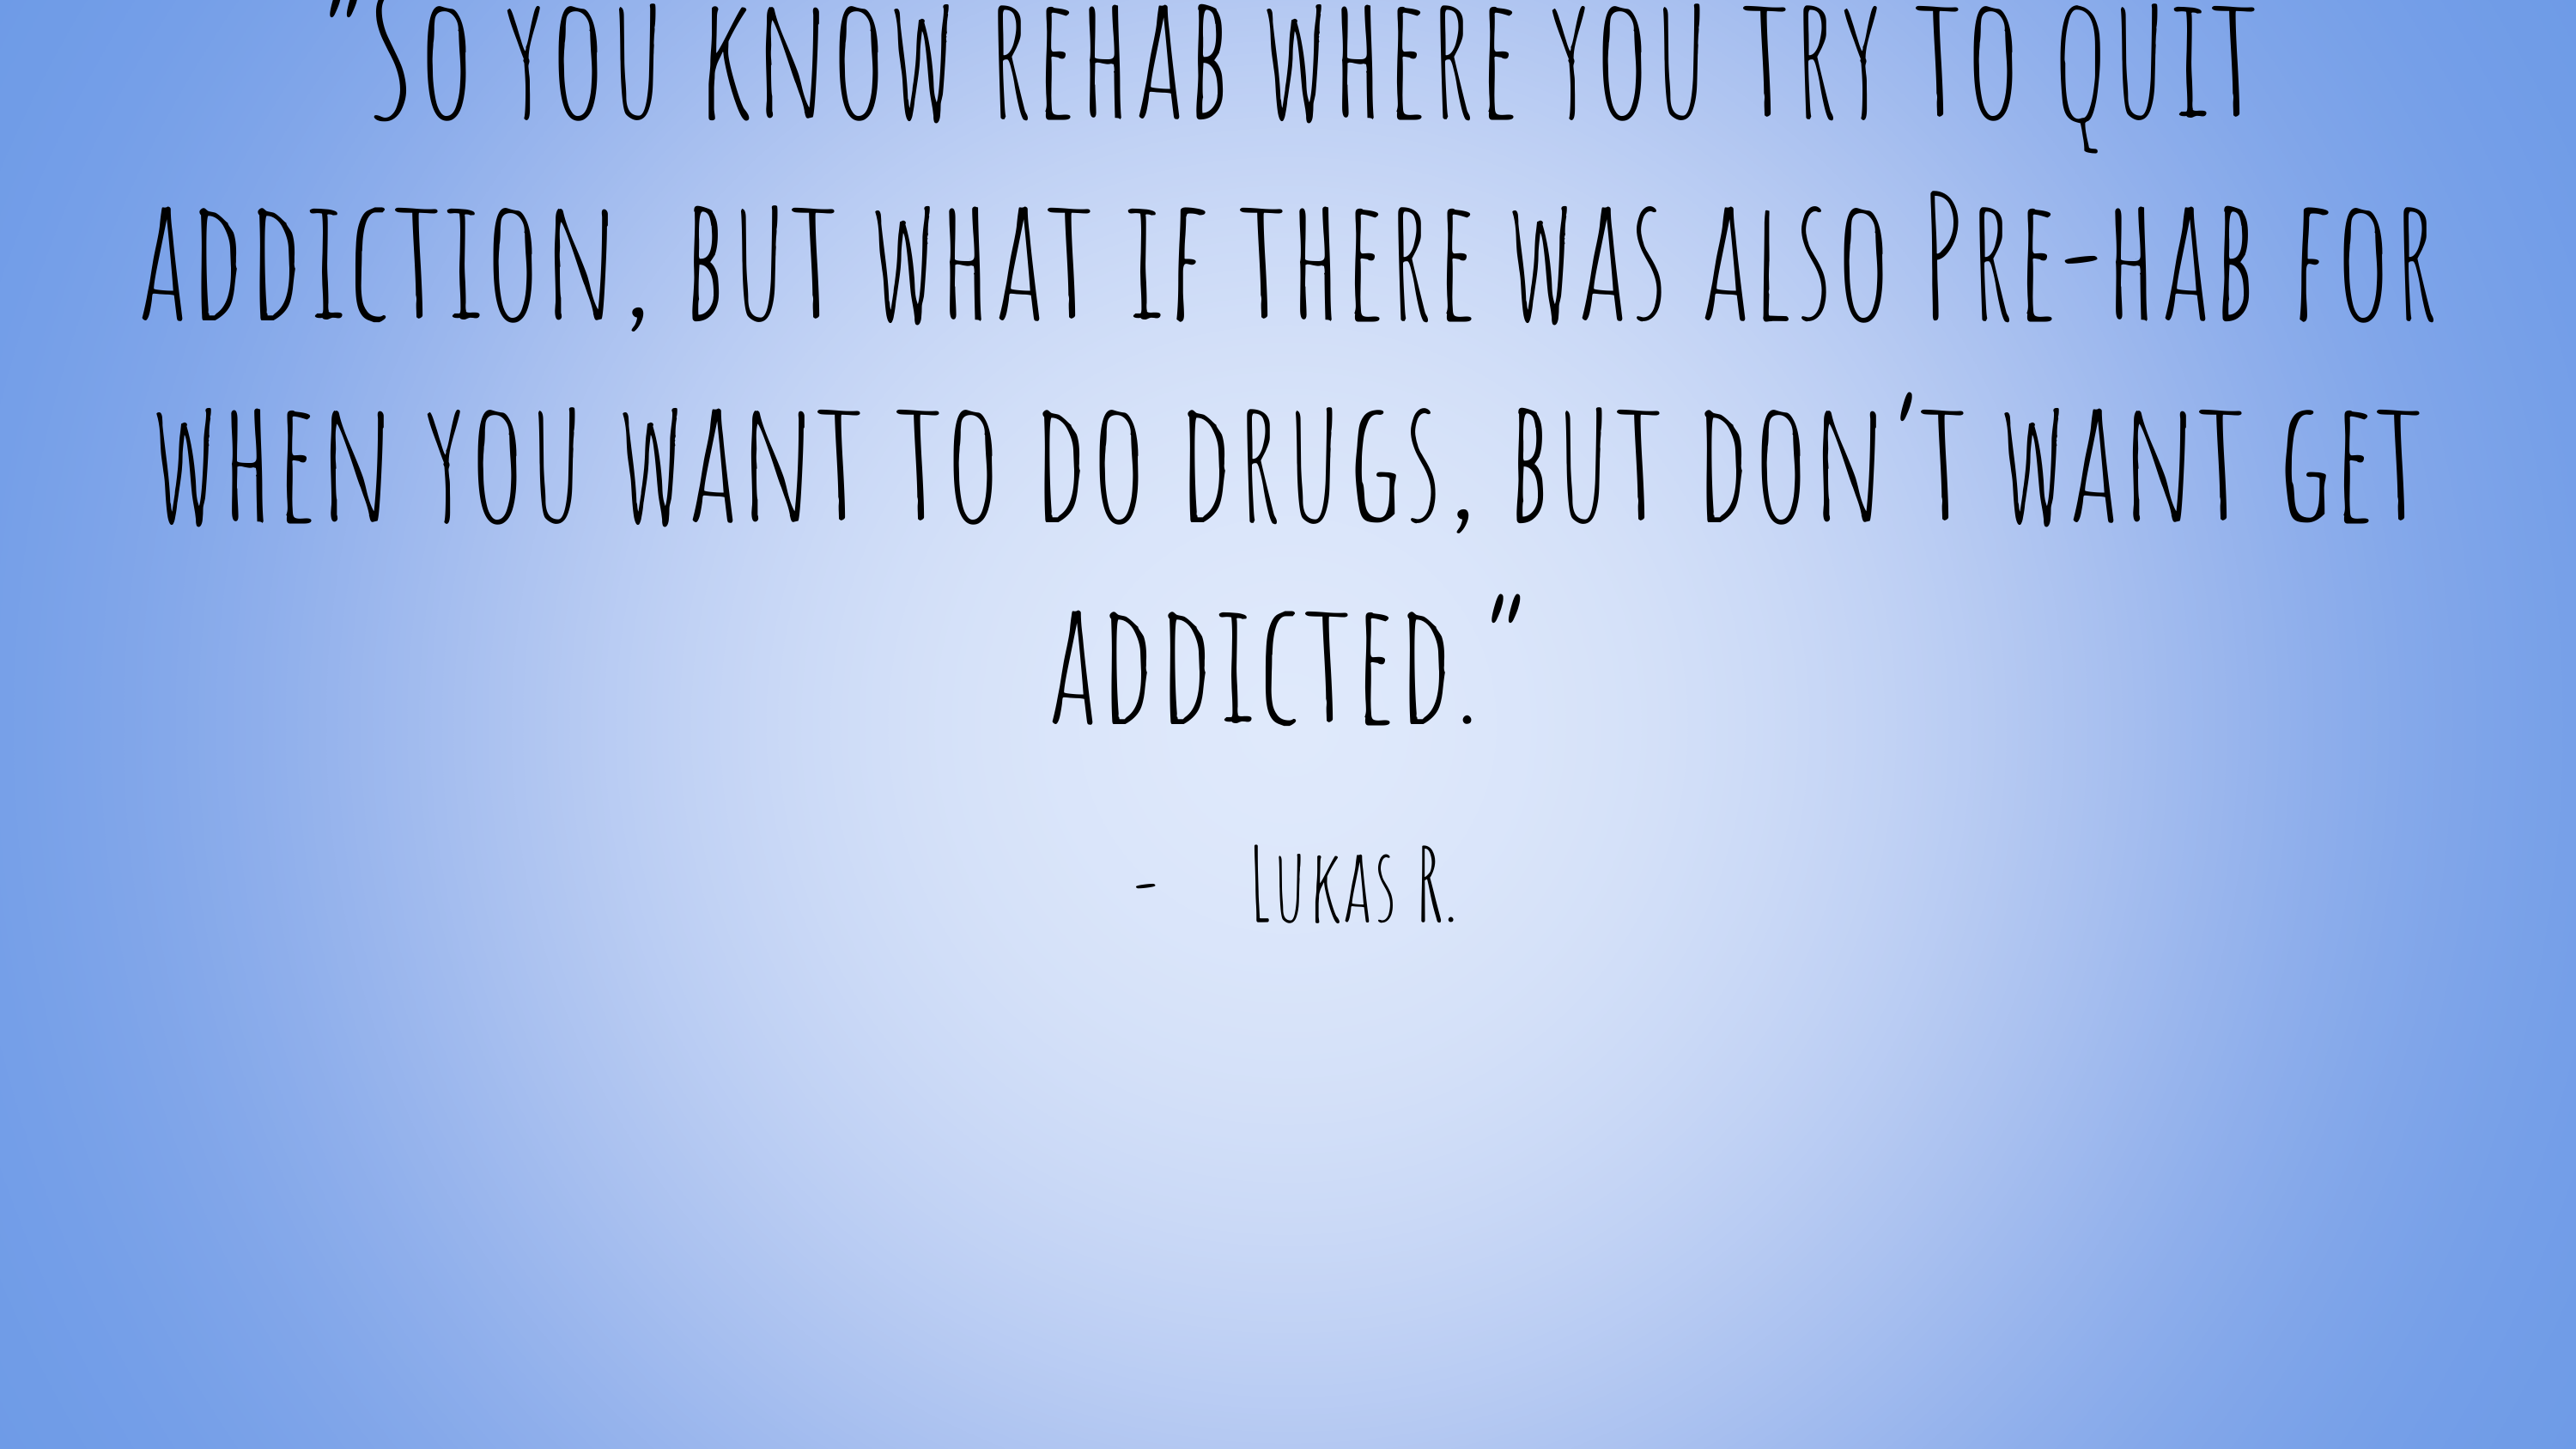 "So you know rehab where you try to quit
addiction, but what if there was also Pre-hab for
when you want to do drugs, but don't want get
addicted."
- Lukas R.